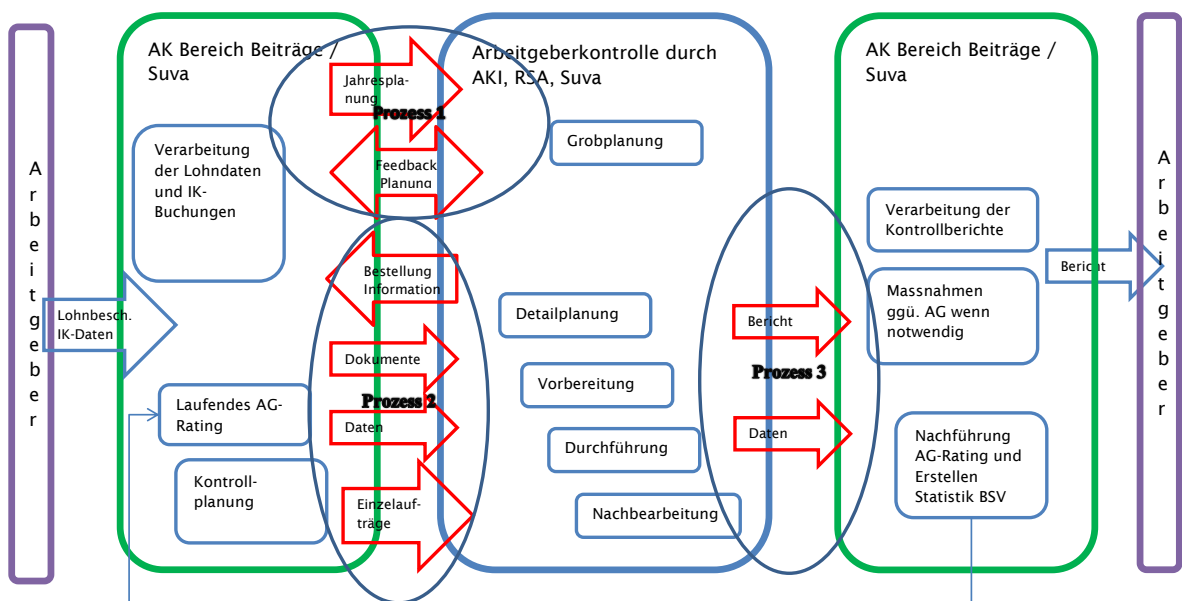 Arbeitgeber
AK Bereich Beiträge /
Suva
Verarbeitung
der Lohndaten
und IK-
Buchungen
Lohnbesch.
IK-Daten
Laufendes AG-
Rating
Kontroll-
planung
Jahrespla-
nung
Prozess 1
Feedback
Planung
Bestellung
Information
Dokumente
Prozess 2
Daten
Einzelauf-
träge
Arbeitgeberkontrolle durch
AKI, RSA, Suva
Grobplanung
Detailplanung
Vorbereitung
Durchführung
Nachbearbeitung
Bericht
Prozess 3
Daten
AK Bereich Beiträge /
Suva
Verarbeitung der
Kontrollberichte
Massnahmen
ggü. AG wenn
notwendig
Nachführung
AG-Rating und
Erstellen
Statistik BSV
Bericht
Arbeitgeber